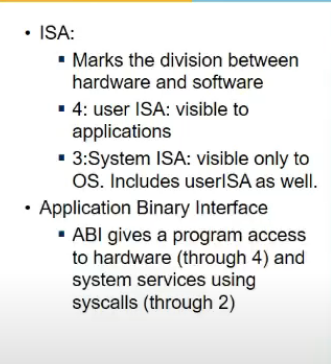 • ISA:
▪ Marks the division between
hardware and software
▪ 4: user ISA: visible to
applications
▪ 3:System ISA: visible only to
OS. Includes userISA as well.
• Application Binary Interface
▪ ABI gives a program access
to hardware (through 4) and
system services using
syscalls (through 2)